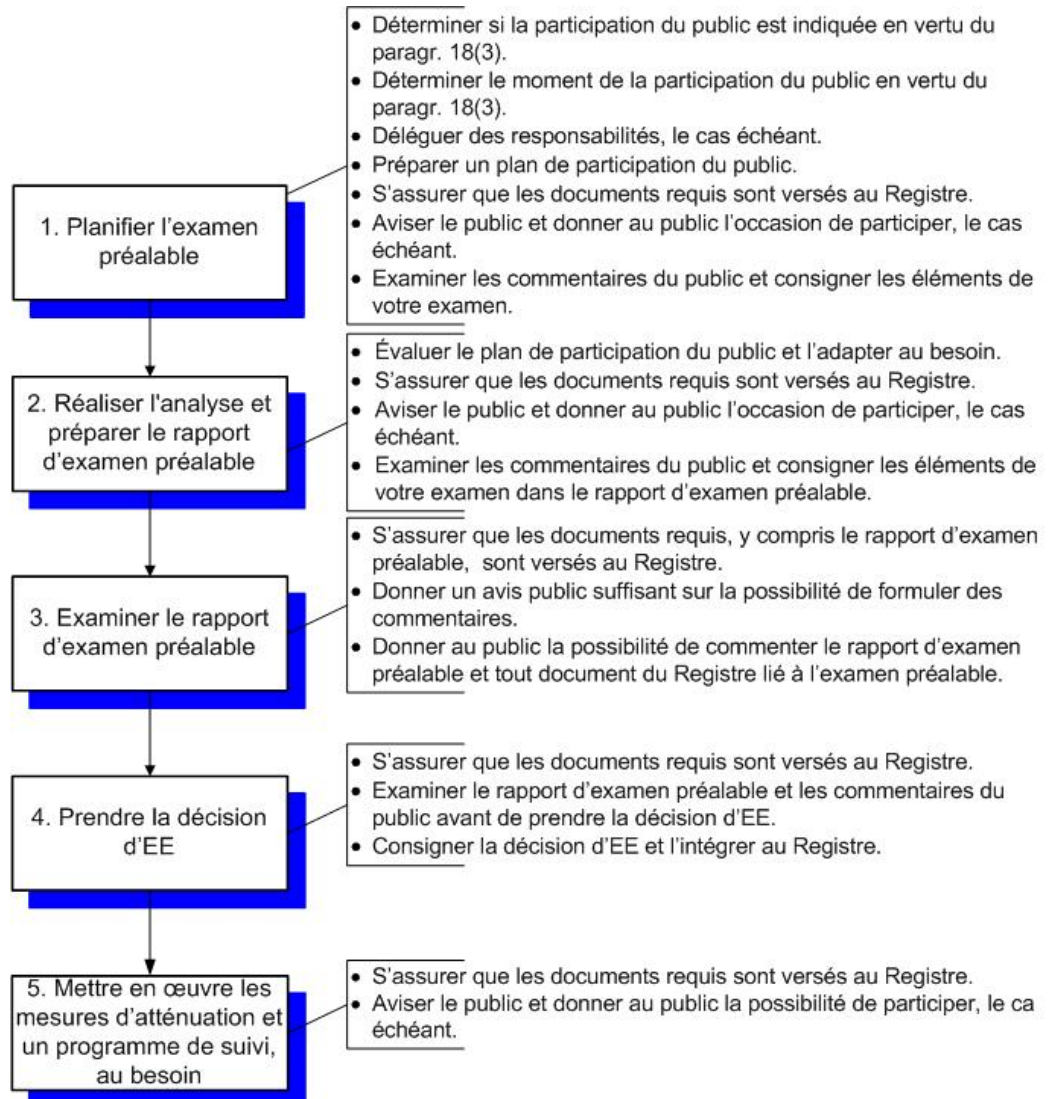 1. Planifier l'examen
préalable
• Déterminer si la participation du public est indiquée en vertu du
paragr. 18(3).
• Déterminer le moment de la participation du public en vertu du
paragr. 18(3).
• Déléguer des responsabilités, le cas échéant.
• Préparer un plan de participation du public.
• S'assurer que les documents requis sont versés au Registre.
• Aviser le public et donner au public l'occasion de participer, le cas
échéant.
• Examiner les commentaires du public et consigner les éléments de
votre examen.
2. Réaliser l'analyse et
préparer le rapport
d'examen préalable
• Évaluer le plan de participation du public et l'adapter au besoin.
• S'assurer que les documents requis sont versés au Registre.
• Aviser le public et donner au public l'occasion de participer, le cas
échéant.
• Examiner les commentaires du public et consigner les éléments de
votre examen dans le rapport d'examen préalable.
3. Examiner le rapport
d'examen préalable
• S'assurer que les documents requis, y compris le rapport d'examen
préalable, sont versés au Registre.
• Donner un avis public suffisant sur la possibilité de formuler des
commentaires.
• Donner au public la possibilité de commenter le rapport d'examen
préalable et tout document du Registre lié à l'examen préalable.
4. Prendre la décision
d'EE
• S'assurer que les documents requis sont versés au Registre.
• Examiner le rapport d'examen préalable et les commentaires du
public avant de prendre la décision d'EE.
• Consigner la décision d'EE et l'intégrer au Registre.
5. Mettre en œuvre les
mesures d'atténuation et
un programme de suivi,
au besoin
• S'assurer que les documents requis sont versés au Registre.
• Aviser le public et donner au public la possibilité de participer, le ca
échéant.